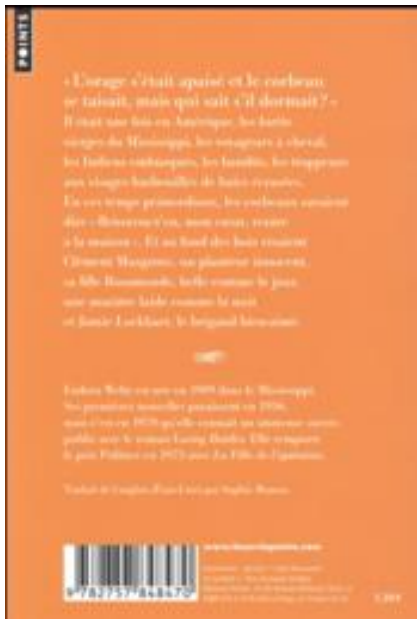 POINTS
« L'orage s'était apaisé et le corbeau
se taisait, mais qui sait s'il dormait ? »
Il était une fois en Amérique, les forêts
vierges du Mississippi, les voyageurs à cheval,
les Indiens embusqués, les bandits, les trappeurs
aux visages barbouillés de baies écrasées.
En ces temps primordiaux, les corbeaux savaient
dire « Retourne-t'en, mon cœur, rentre
à la maison ». Et au fond des bois vivaient
Clément Musgrove, un planteur innocent,
sa fille Rosamonde, belle comme le jour,
une marâtre laide comme la nuit
et Jamie Lockhart, le brigand bien-aimé.
Eudora Welty est née en 1909 dans le Mississippi.
Ses premières nouvelles paraissent en 1936,
mais c'est en 1970 qu'elle connaît un immense succès
public avec le roman Losing Battles. Elle remporte
le prix Pulitzer en 1973 avec La Fille de l'optimiste.
Traduit de l'anglais (États-Unis) par Sophie
www.lecerclepoints.com
9 782757 848470